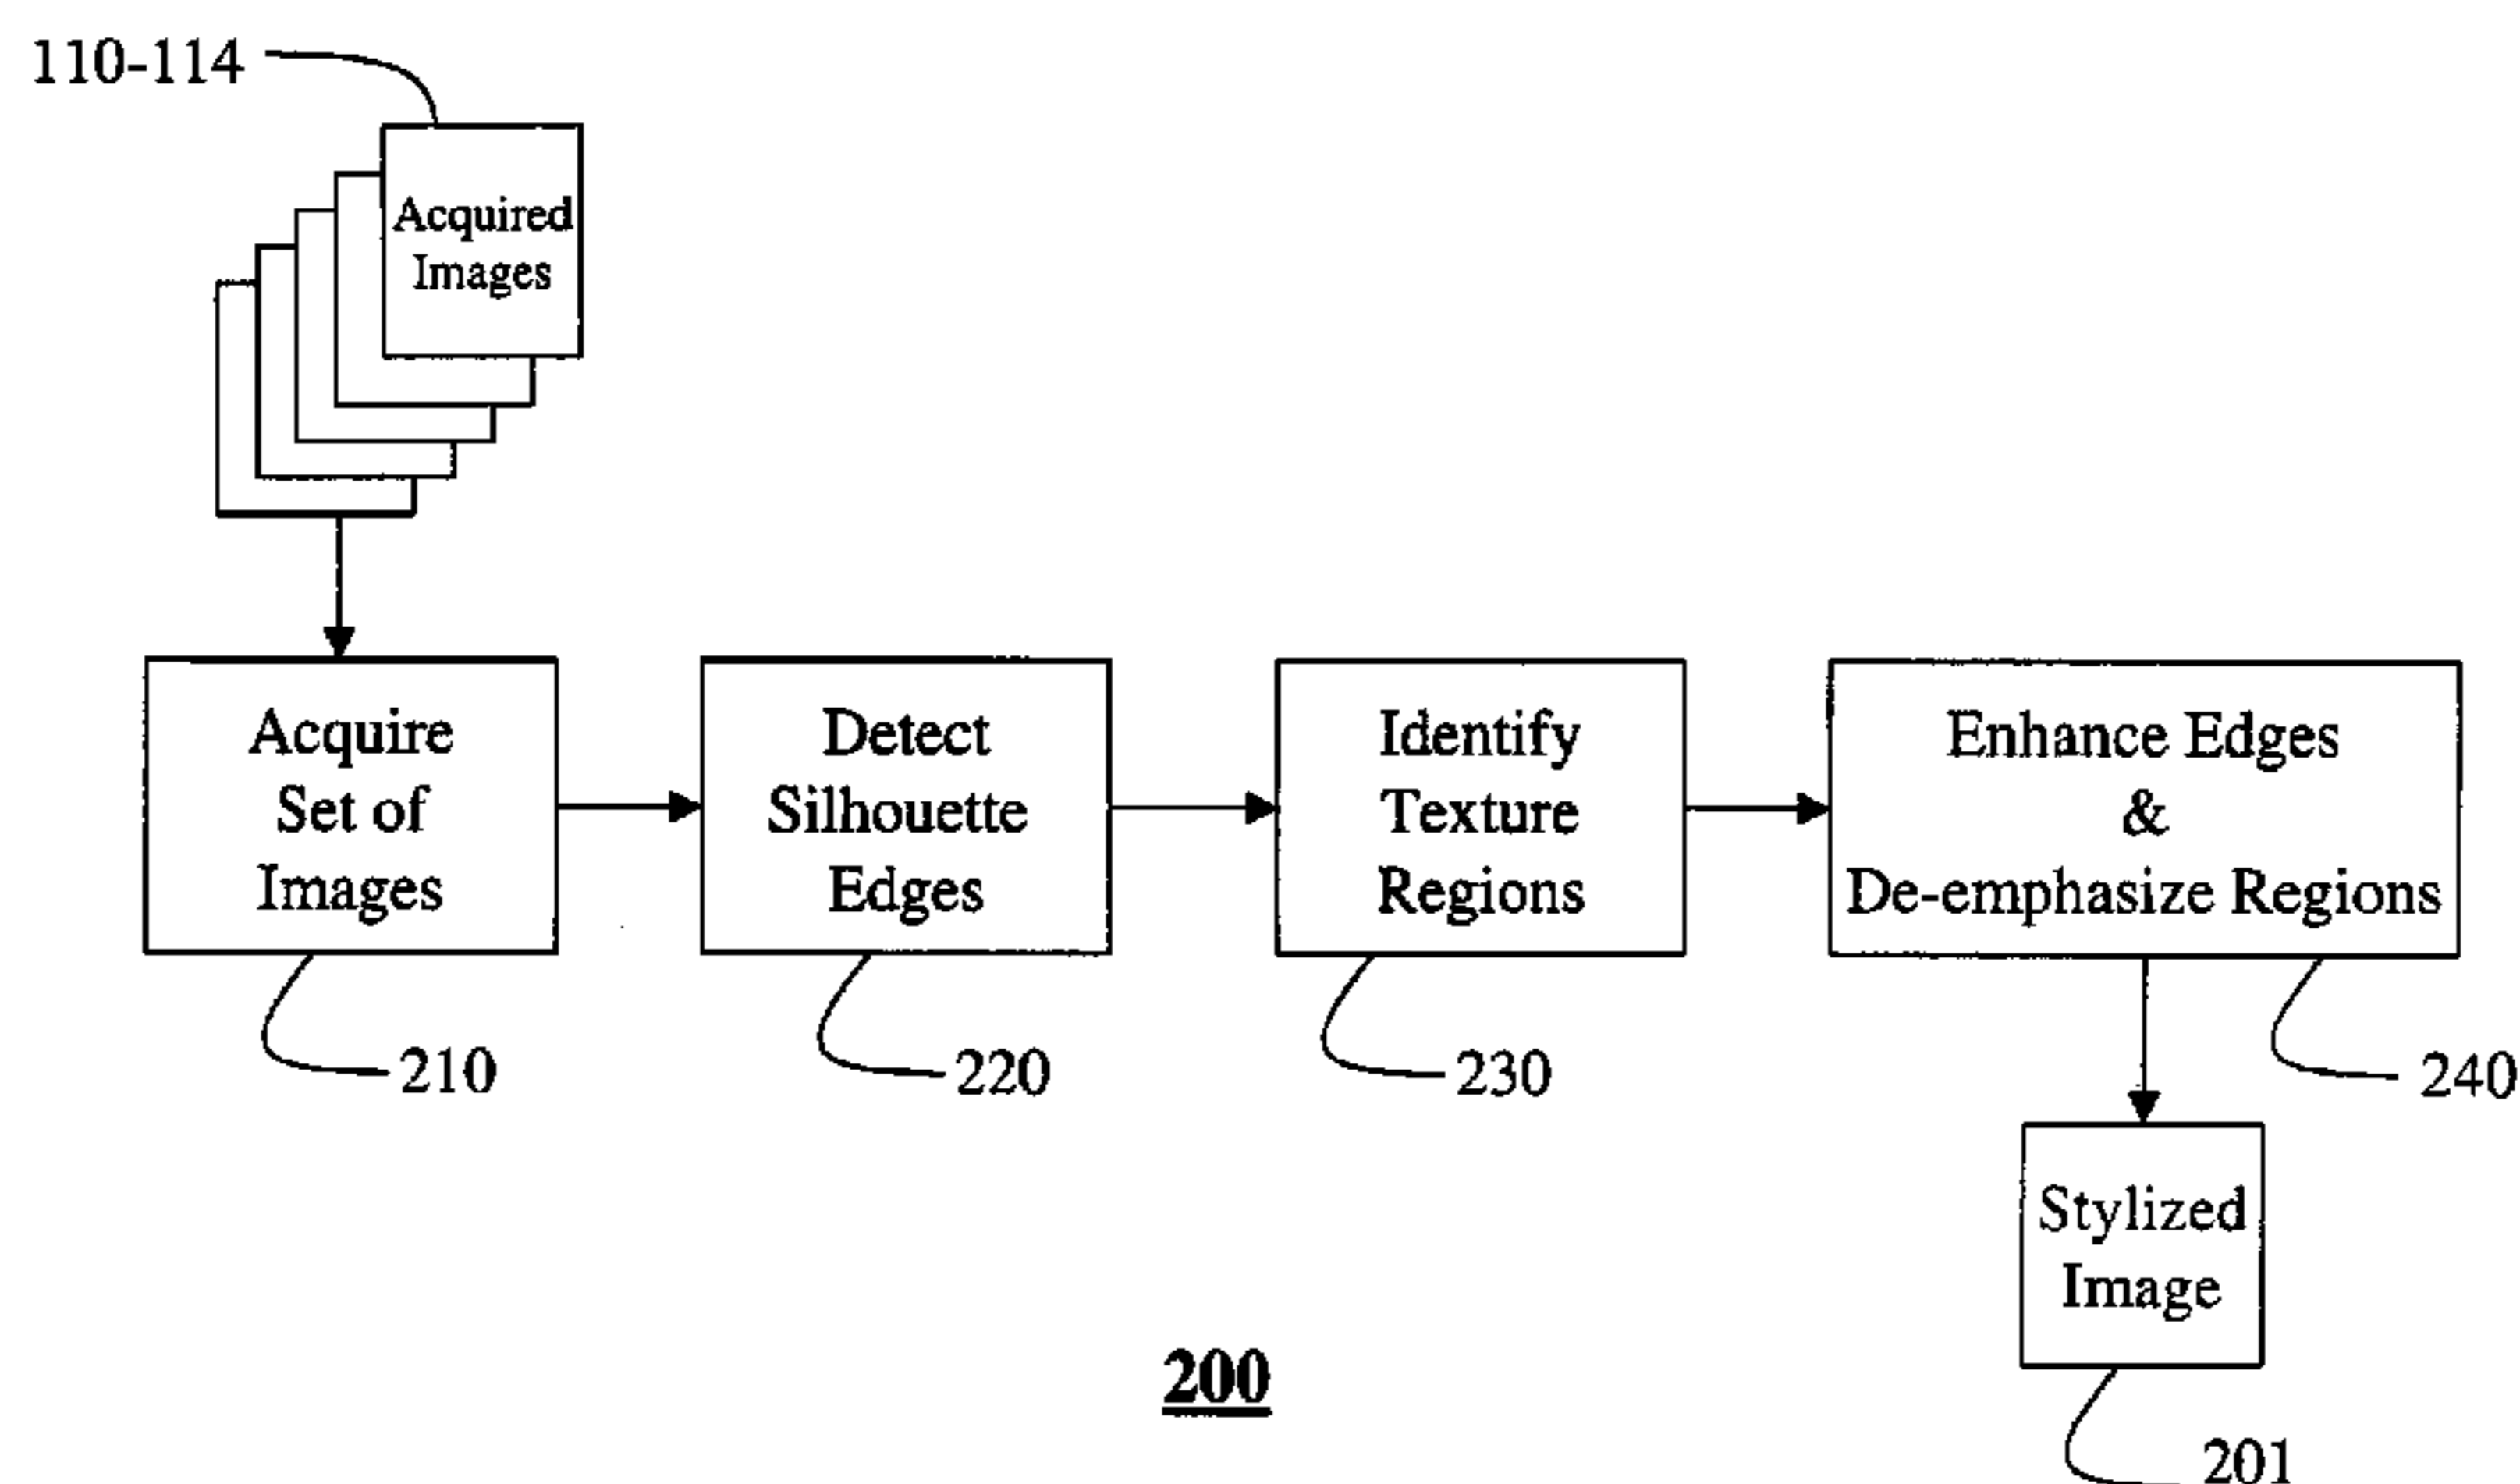 110-114
Acquired
Images
Acquire
Set of
Images
Detect
Silhouette
Edges
Identify
Texture
Regions
Enhance Edges
&
De-emphasize Regions
210
220
230
240
Stylized
Image
200
201